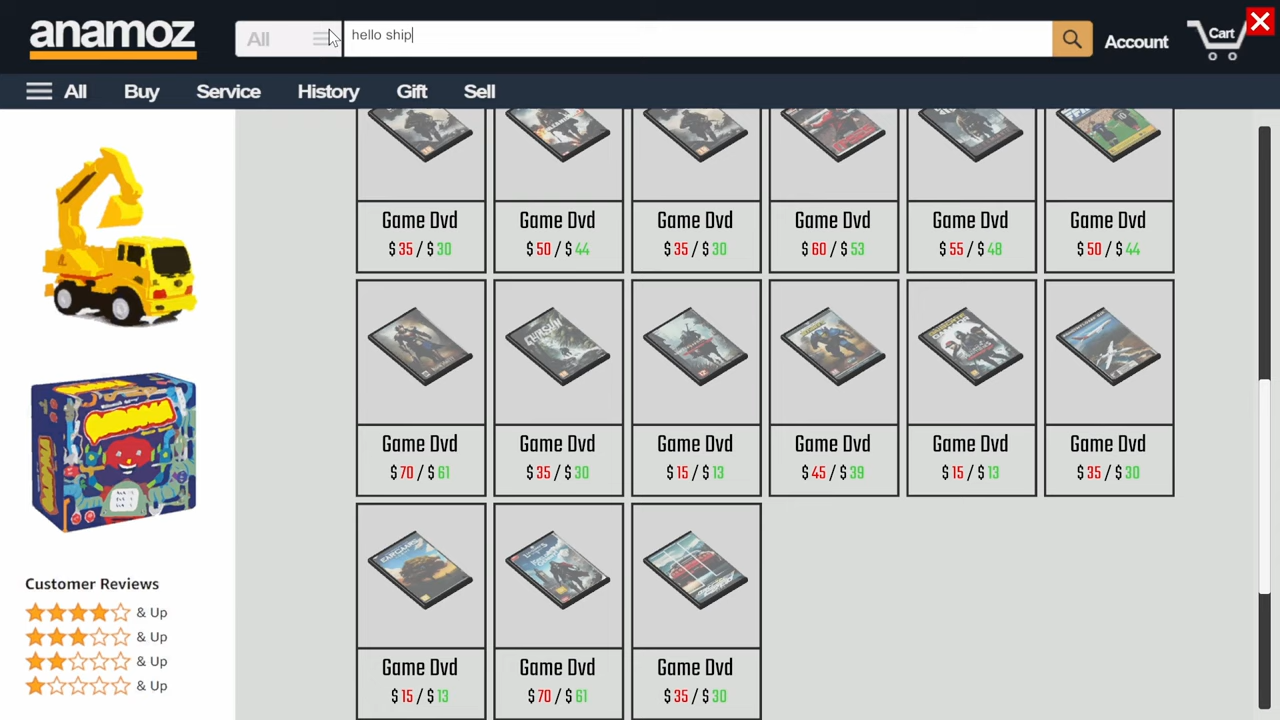 anamoz
All
hello ship
Account
Cart
All Buy Service History Gift Sell
Game Dvd Game Dvd Game Dvd Game Dvd Game Dvd Game Dvd
$ 35 / $ 30 $ 50 / $ 44 $ 35 / $ 30 $ 60 / $ 53 $ 55 / $ 48 $ 50 / $ 44
Game Dvd Game Dvd Game Dvd Game Dvd Game Dvd Game Dvd
$ 70 / $ 61 $ 35 / $ 30 $ 15 / $ 13 $ 45 / $ 39 $ 15 / $ 13 $ 35 / $ 30
Game Dvd Game Dvd Game Dvd
$ 15 / $ 13 $ 70 / $ 61 $ 35 / $ 30
Customer Reviews
& Up
& Up
& Up
& Up